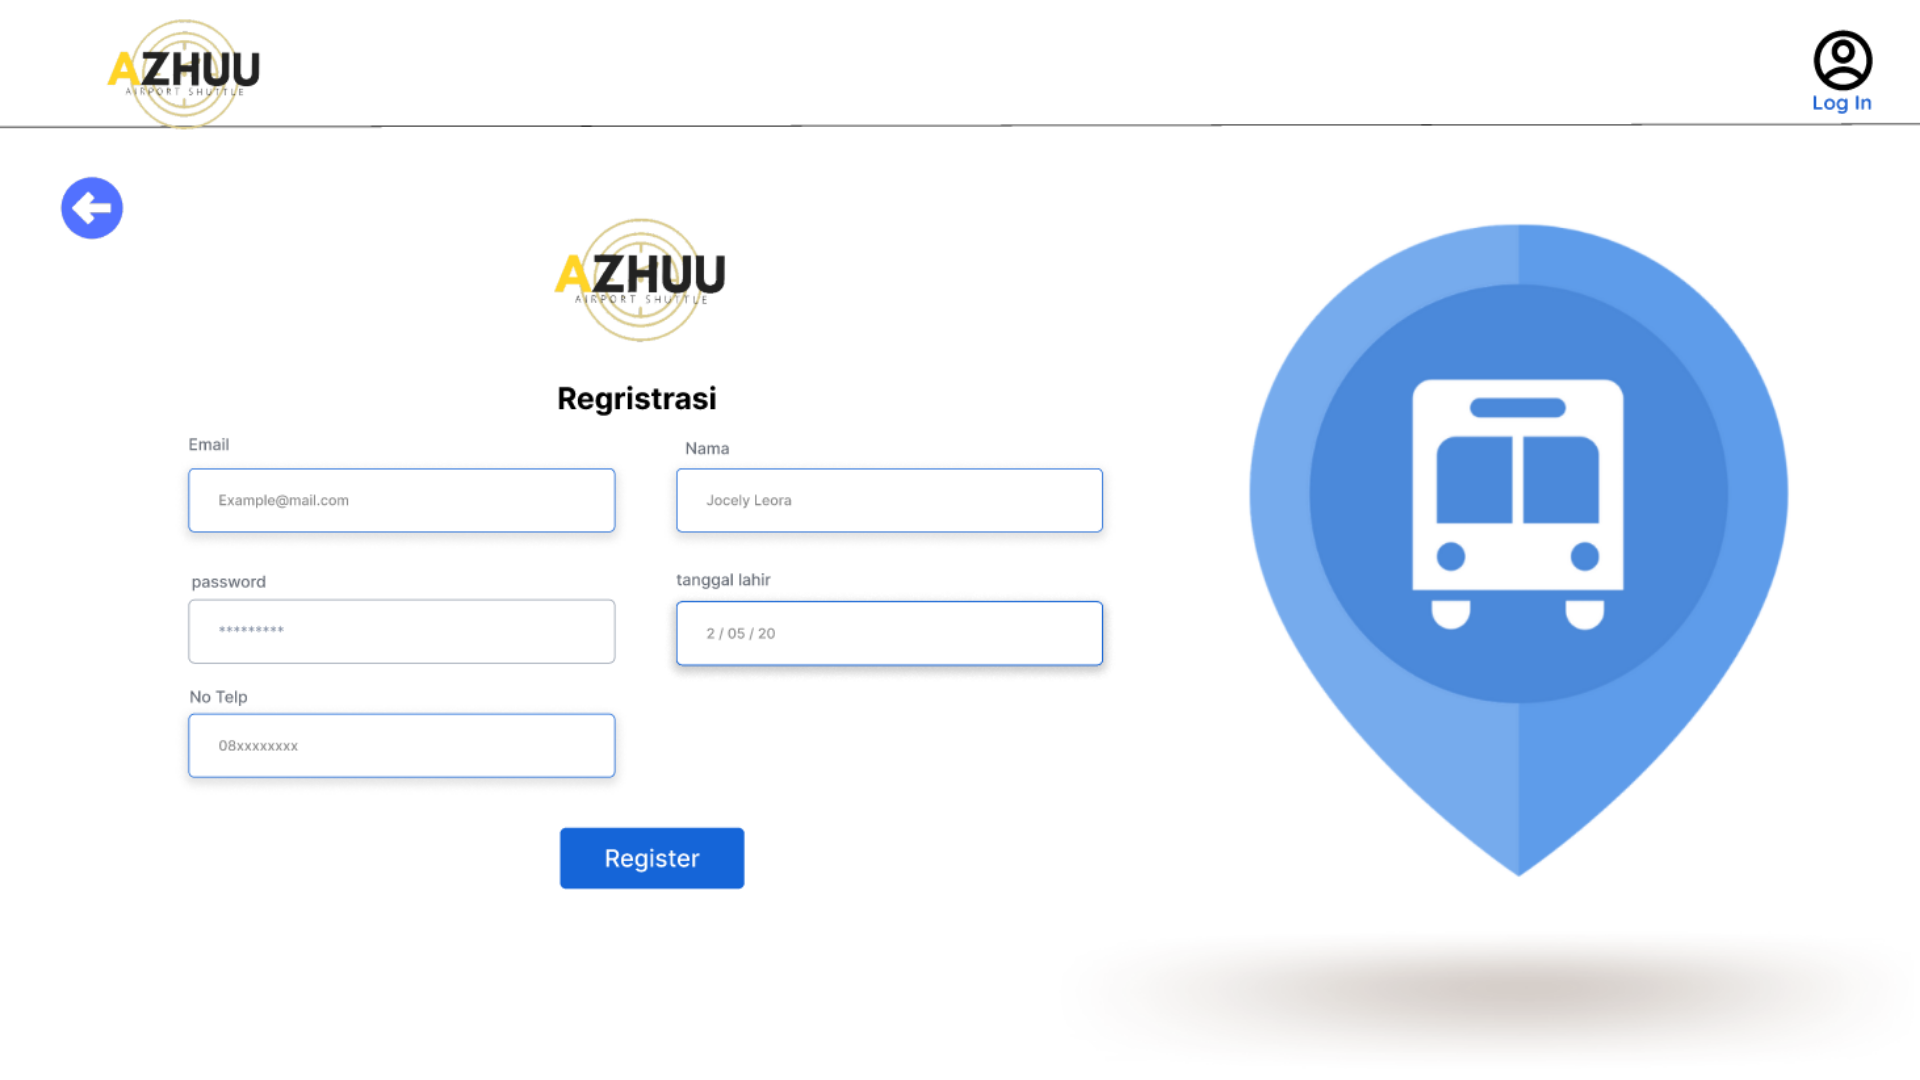 AZHUU
AIRPORT SHUTTLE
Log In
AZHUU
AIRPORT SHUTTLE
Regristrasi
Email
Nama
Example@mail.com
Jocely Leora
password
tanggal lahir
*********
2 / 05 / 20
No Telp
08xxxxxxxx
Register